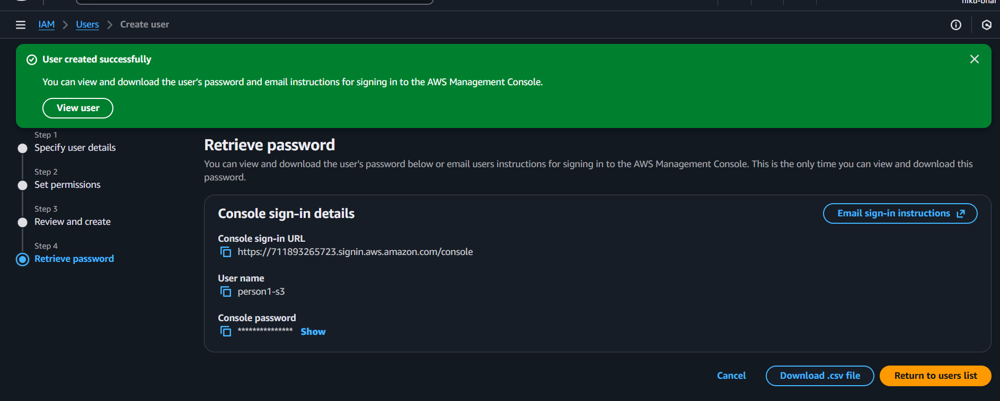 niku-bhai
IAM > Users > Create user
User created successfully
You can view and download the user's password and email instructions for signing in to the AWS Management Console.
View user
Step 1
Specify user details
Step 2
Set permissions
Step 3
Review and create
Step 4
Retrieve password
Retrieve password
You can view and download the user's password below or email users instructions for signing in to the AWS Management Console. This is the only time you can view and download this
password.
Console sign-in details
Email sign-in instructions
Console sign-in URL
https://711893265723.signin.aws.amazon.com/console
User name
person1-s3
Console password
*************** Show
Cancel
Download .csv file
Return to users list